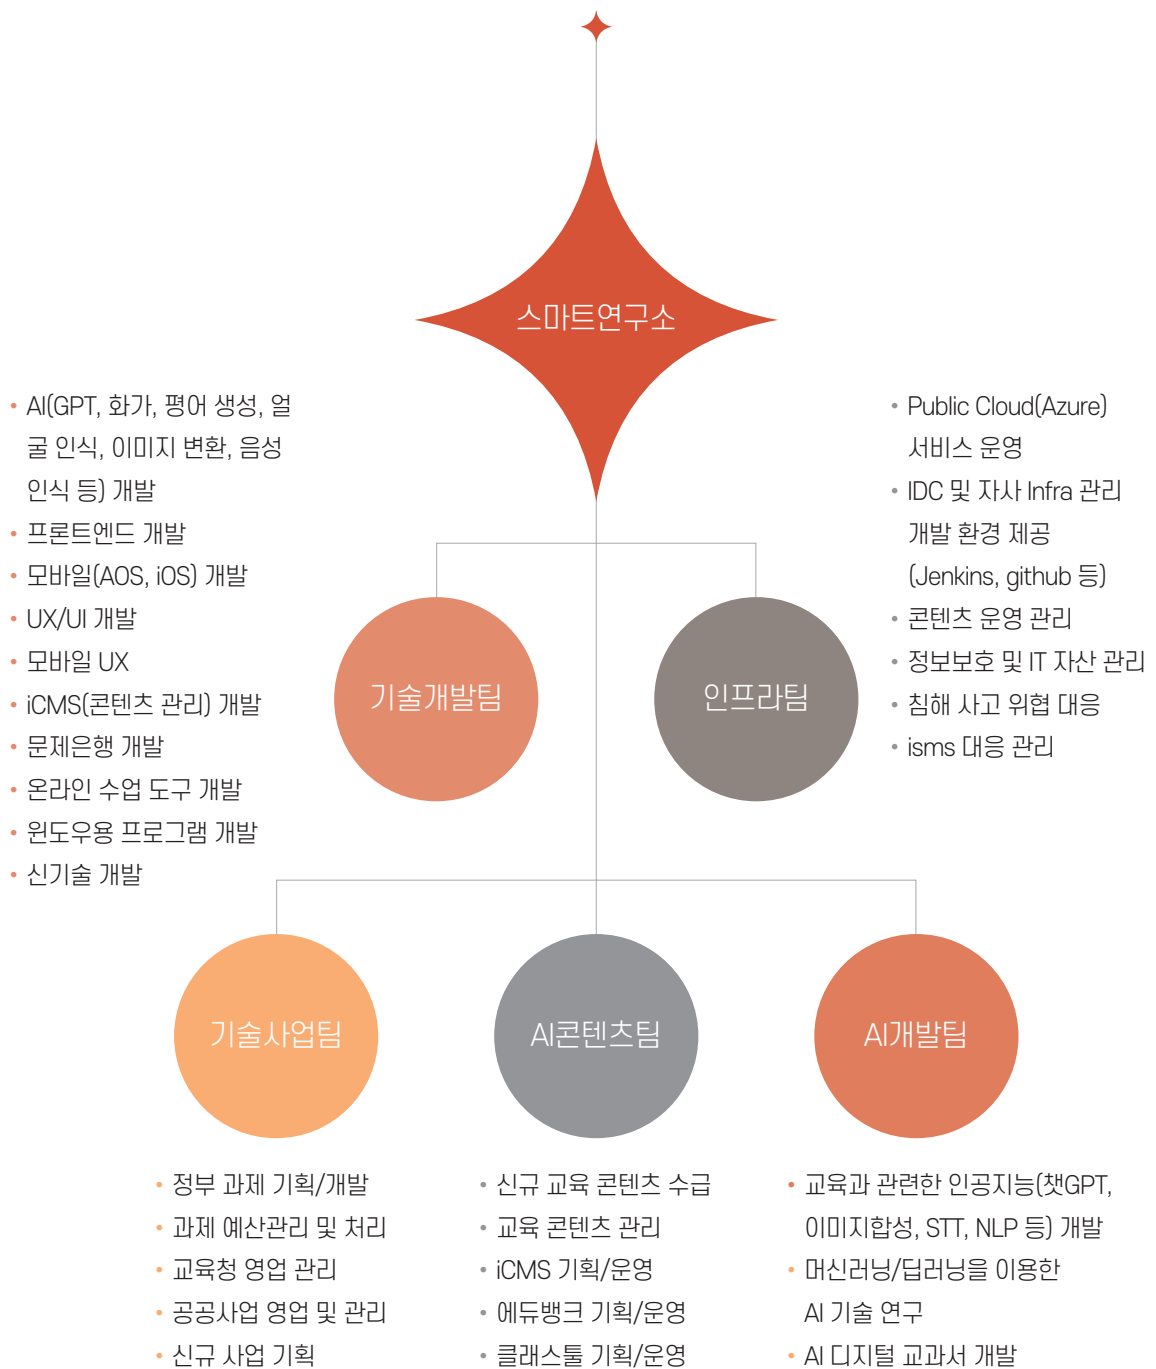 스마트연구소
• AI(GPT, 화가, 평어 생성, 얼
굴 인식, 이미지 변환, 음성
인식 등) 개발
• 프론트엔드 개발
• 모바일(AOS, iOS) 개발
• UX/UI 개발
• 모바일 UX
• iCMS(콘텐츠 관리) 개발
• 문제은행 개발
• 온라인 수업 도구 개발
• 윈도우용 프로그램 개발
• 신기술 개발
기술개발팀
인프라팀
• Public Cloud(Azure)
서비스 운영
• IDC 및 자사 Infra 관리
개발 환경 제공
(Jenkins, github 등)
• 콘텐츠 운영 관리
• 정보보호 및 IT 자산 관리
• 침해 사고 위협 대응
• isms 대응 관리
기술사업팀
• 정부 과제 기획/개발
• 과제 예산관리 및 처리
• 교육청 영업 관리
• 공공사업 영업 및 관리
• 신규 사업 기획
AI콘텐츠팀
• 신규 교육 콘텐츠 수급
• 교육 콘텐츠 관리
• iCMS 기획/운영
• 에듀뱅크 기획/운영
• 클래스툴 기획/운영
AI개발팀
• 교육과 관련한 인공지능(챗GPT,
이미지합성, STT, NLP 등) 개발
• 머신러닝/딥러닝을 이용한
AI 기술 연구
• AI 디지털 교과서 개발